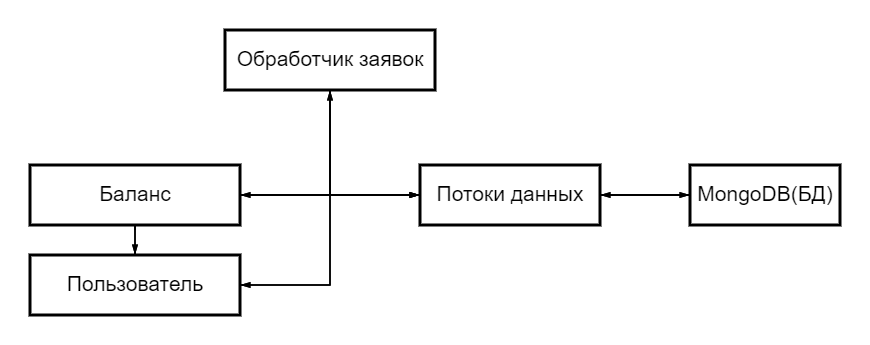 Обработчик заявок
Баланс
Потоки данных
MongoDB(БД)
Пользователь